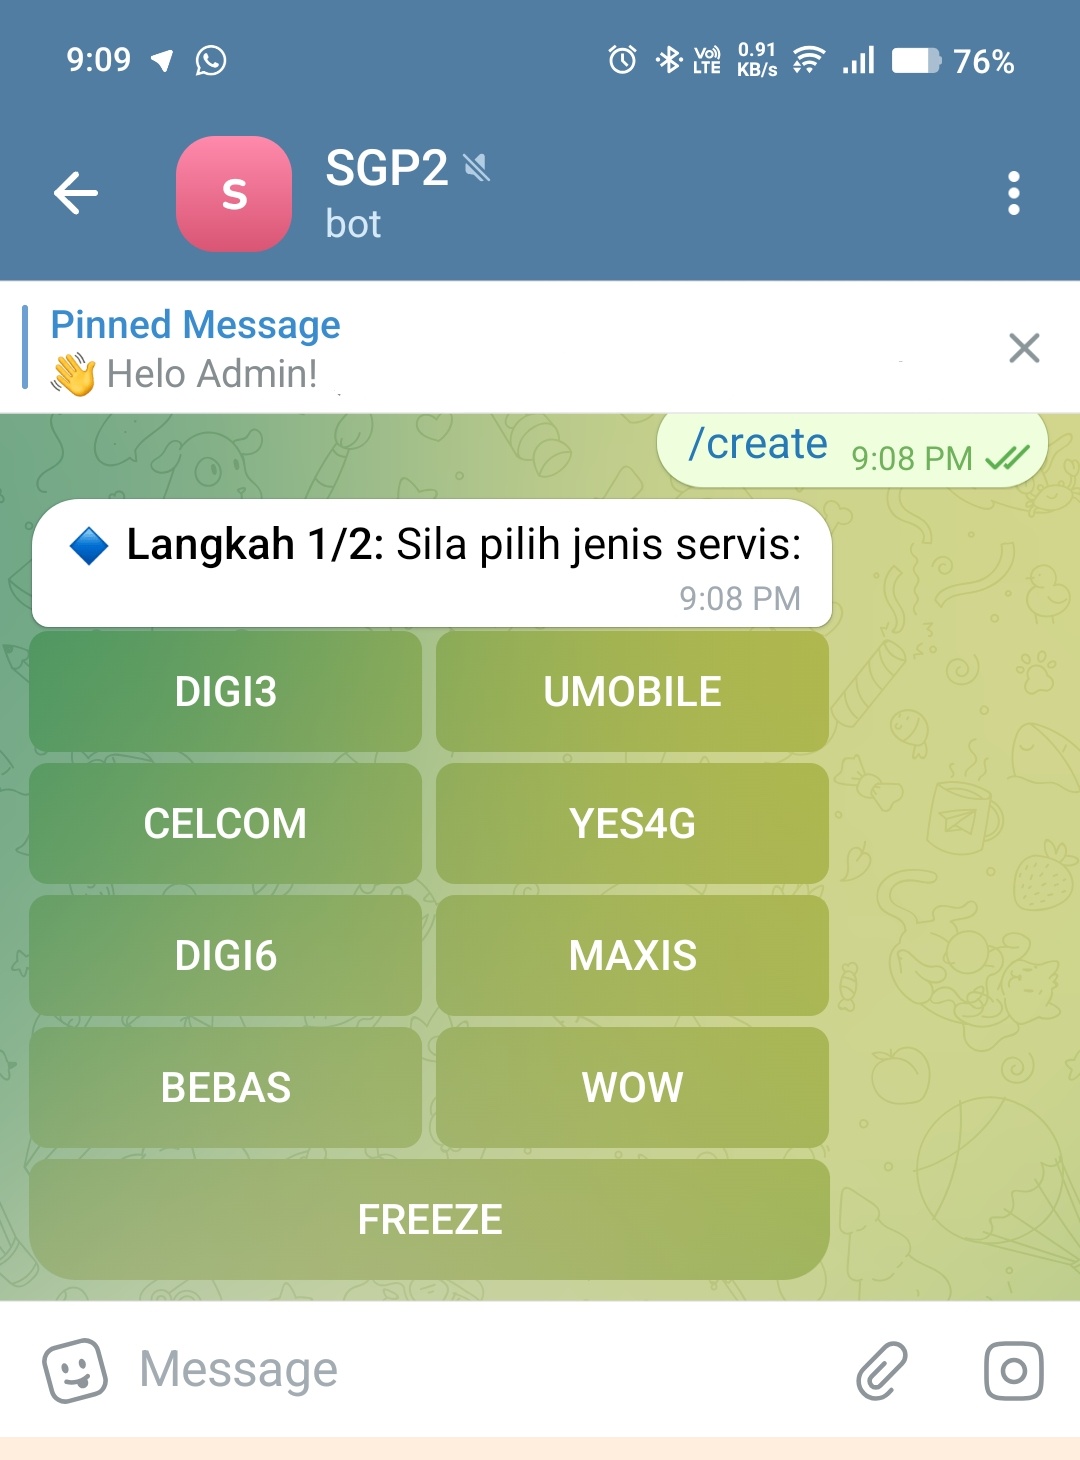 9:09
Vo))
LTE
0.91
KB/s
76%
S
SGP2
bot
Pinned Message
👋 Helo Admin!
/create 9:08 PM
🔷 Langkah 1/2: Sila pilih jenis servis:
9:08 PM
DIGI3 UMOBILE
CELCOM YES4G
DIGI6 MAXIS
BEBAS WOW
FREEZE
Message